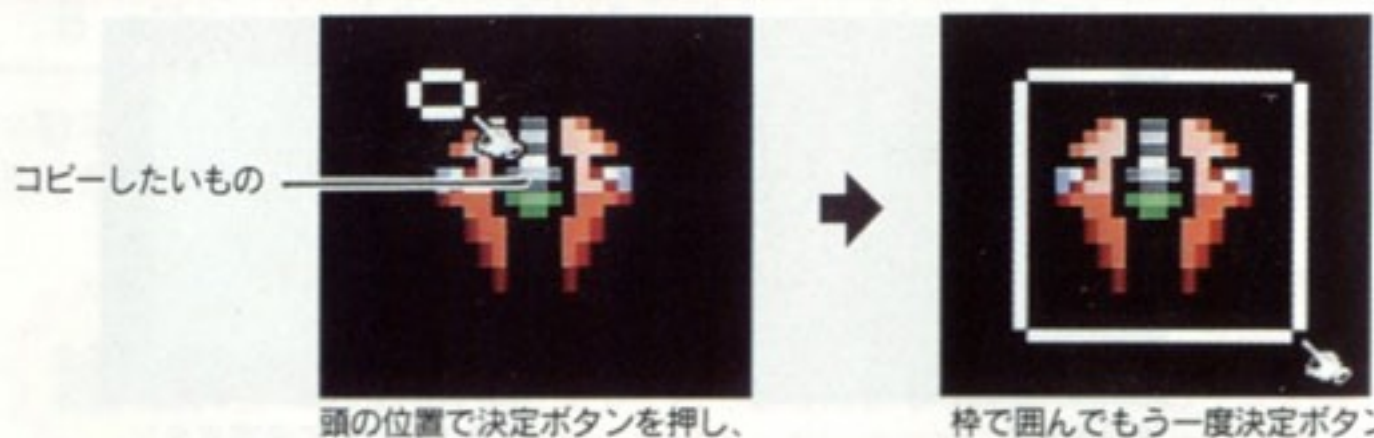 コピーしたいもの
頭の位置で決定ボタンを押し、
枠で囲んでもう一度決定ボタン